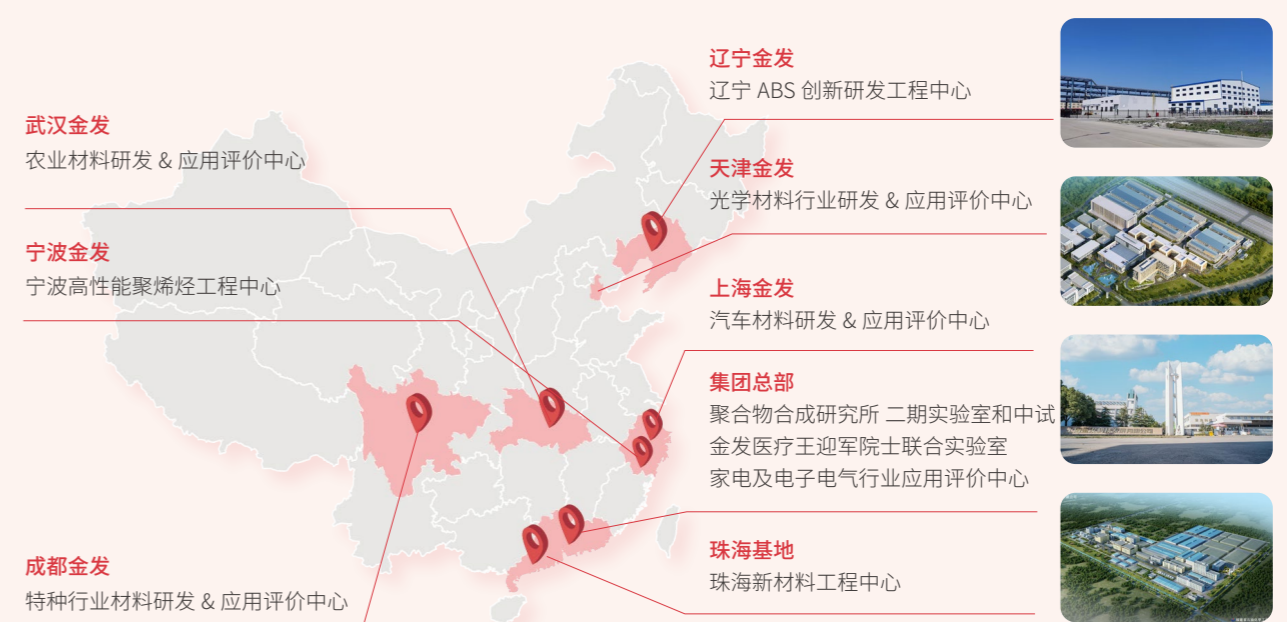 武汉金发
农业材料研发 & 应用评价中心
宁波金发
宁波高性能聚烯烃工程中心
成都金发
特种行业材料研发 & 应用评价中心
辽宁金发
辽宁 ABS 创新研发工程中心
天津金发
光学材料行业研发 & 应用评价中心
上海金发
汽车材料研发 & 应用评价中心
集团总部
聚合物合成研究所 二期实验室和中试
金发医疗王迎军院士联合实验室
家电及电子电气行业应用评价中心
珠海基地
珠海新材料工程中心